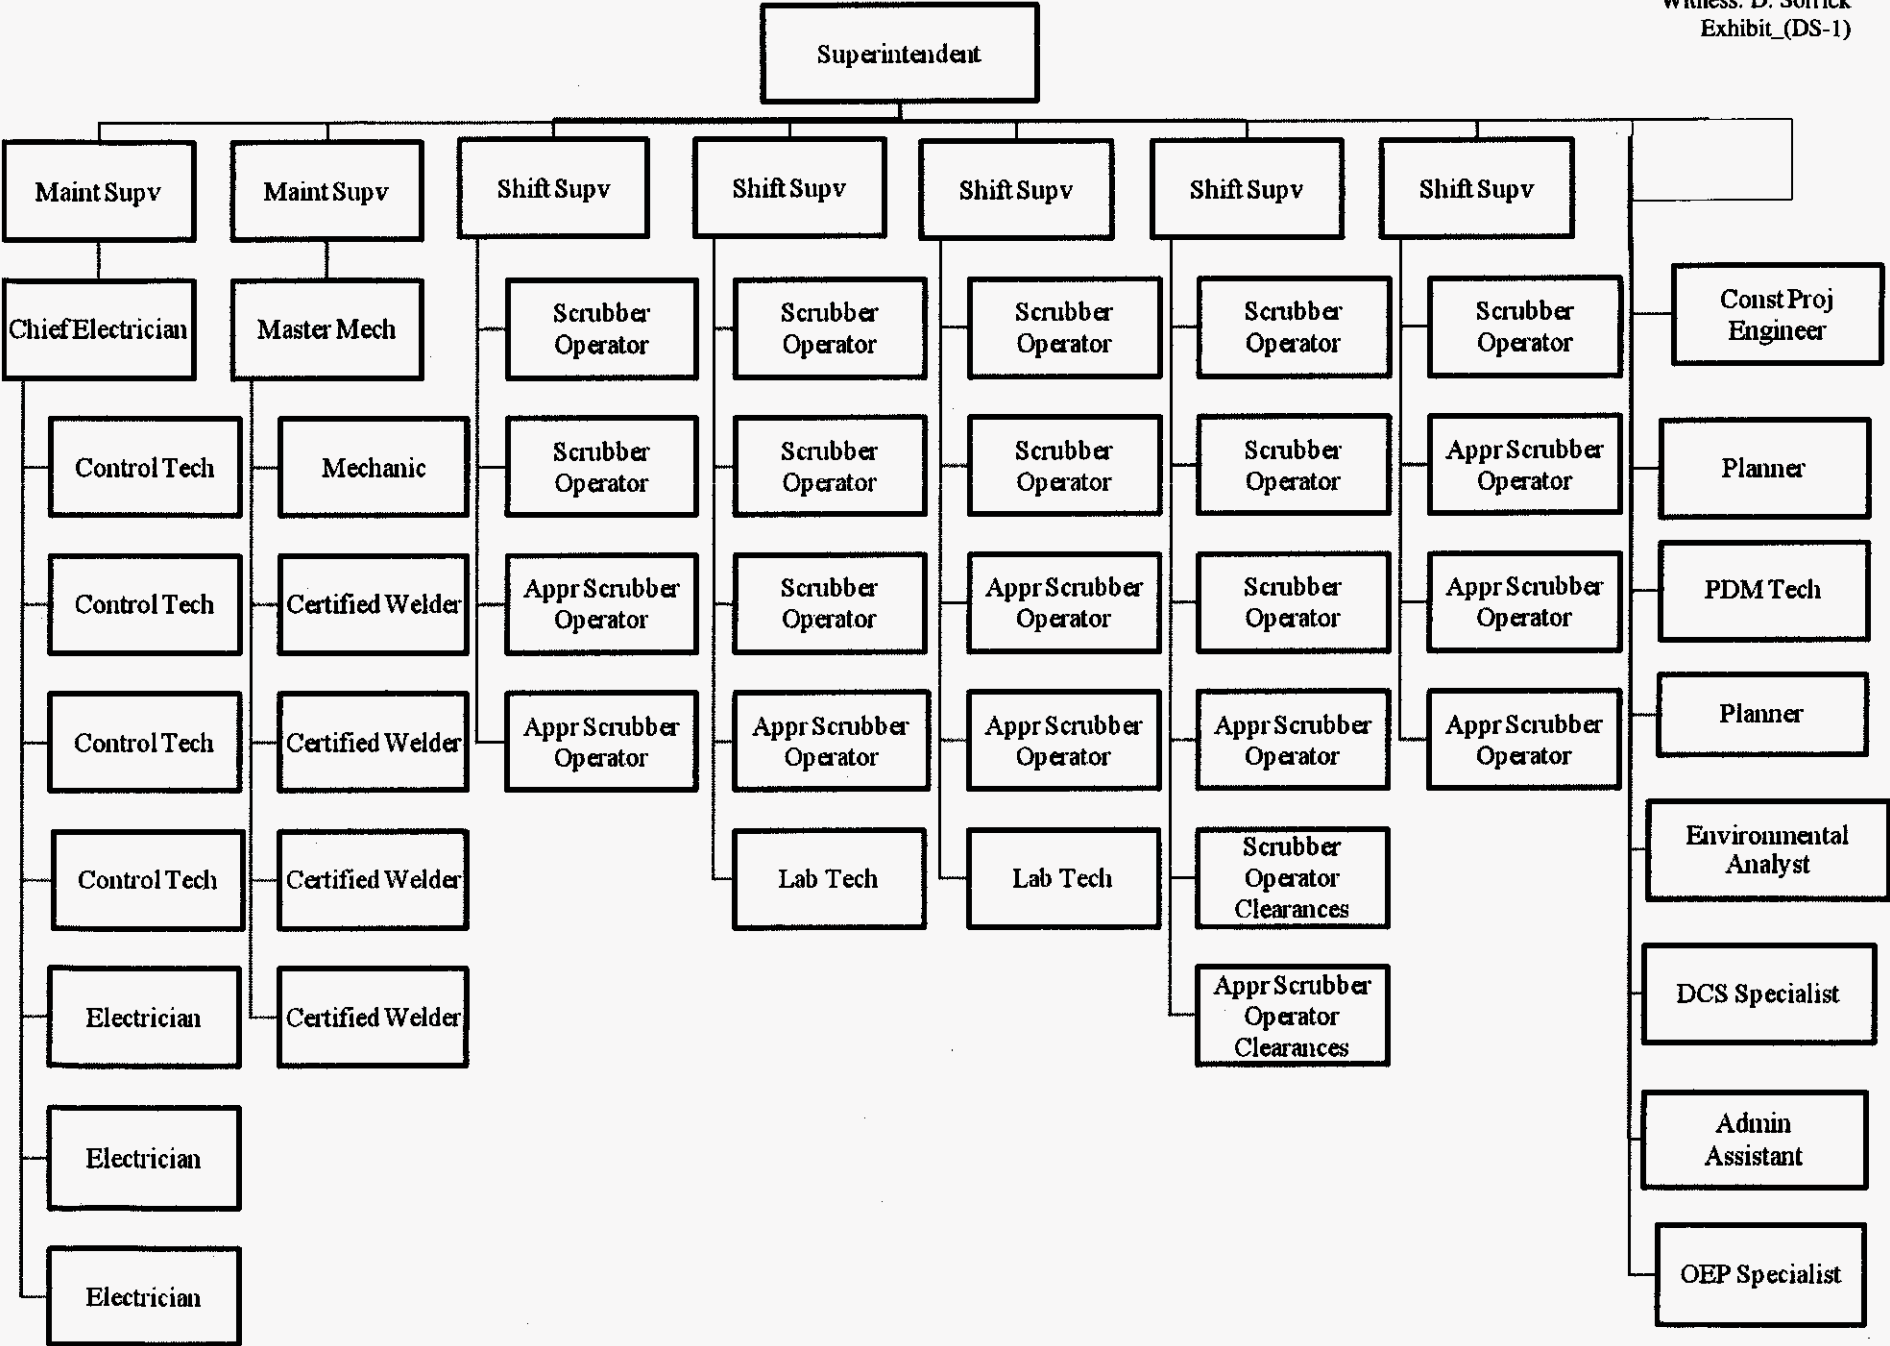 Exhibit_(DS-1)
Superintendent
Maint Supv
Maint Supv
Shift Supv
Shift Supv
Shift Supv
Shift Supv
Shift Supv
Chief Electrician
Master Mech
Scrubber
Operator
Scrubber
Operator
Scrubber
Operator
Scrubber
Operator
Scrubber
Operator
Const Proj
Engineer
Control Tech
Mechanic
Scrubber
Operator
Scrubber
Operator
Scrubber
Operator
Scrubber
Operator
Appr Scrubber
Operator
Planner
Control Tech
Certified Welder
Appr Scrubber
Operator
Scrubber
Operator
Appr Scrubber
Operator
Scrubber
Operator
Appr Scrubber
Operator
PDM Tech
Control Tech
Certified Welder
Appr Scrubber
Operator
Appr Scrubber
Operator
Appr Scrubber
Operator
Appr Scrubber
Operator
Appr Scrubber
Operator
Planner
Control Tech
Certified Welder
Lab Tech
Lab Tech
Scrubber
Operator
Clearances
Environmental
Analyst
Electrician
Certified Welder
Appr Scrubber
Operator
Clearances
DCS Specialist
Electrician
Admin
Assistant
Electrician
OEP Specialist